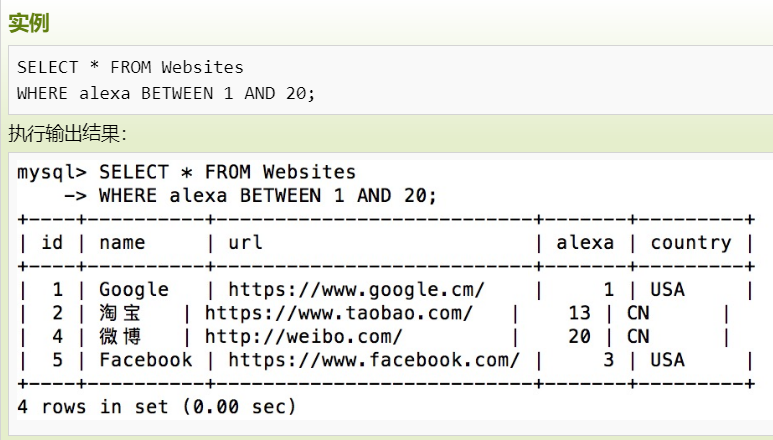 实例
SELECT * FROM Websites
WHERE alexa BETWEEN 1 AND 20;
执行输出结果：
mysql> SELECT * FROM Websites
    -> WHERE alexa BETWEEN 1 AND 20;
+----+----------+---------------------------+-------+---------+
| id | name     | url                       | alexa | country |
+----+----------+---------------------------+-------+---------+
|  1 | Google   | https://www.google.cm/    |     1 | USA     |
|  2 | 淘宝   | https://www.taobao.com/   |    13 | CN      |
|  4 | 微博   | http://weibo.com/         |    20 | CN      |
|  5 | Facebook | https://www.facebook.com/ |     3 | USA     |
+----+----------+---------------------------+-------+---------+
4 rows in set (0.00 sec)